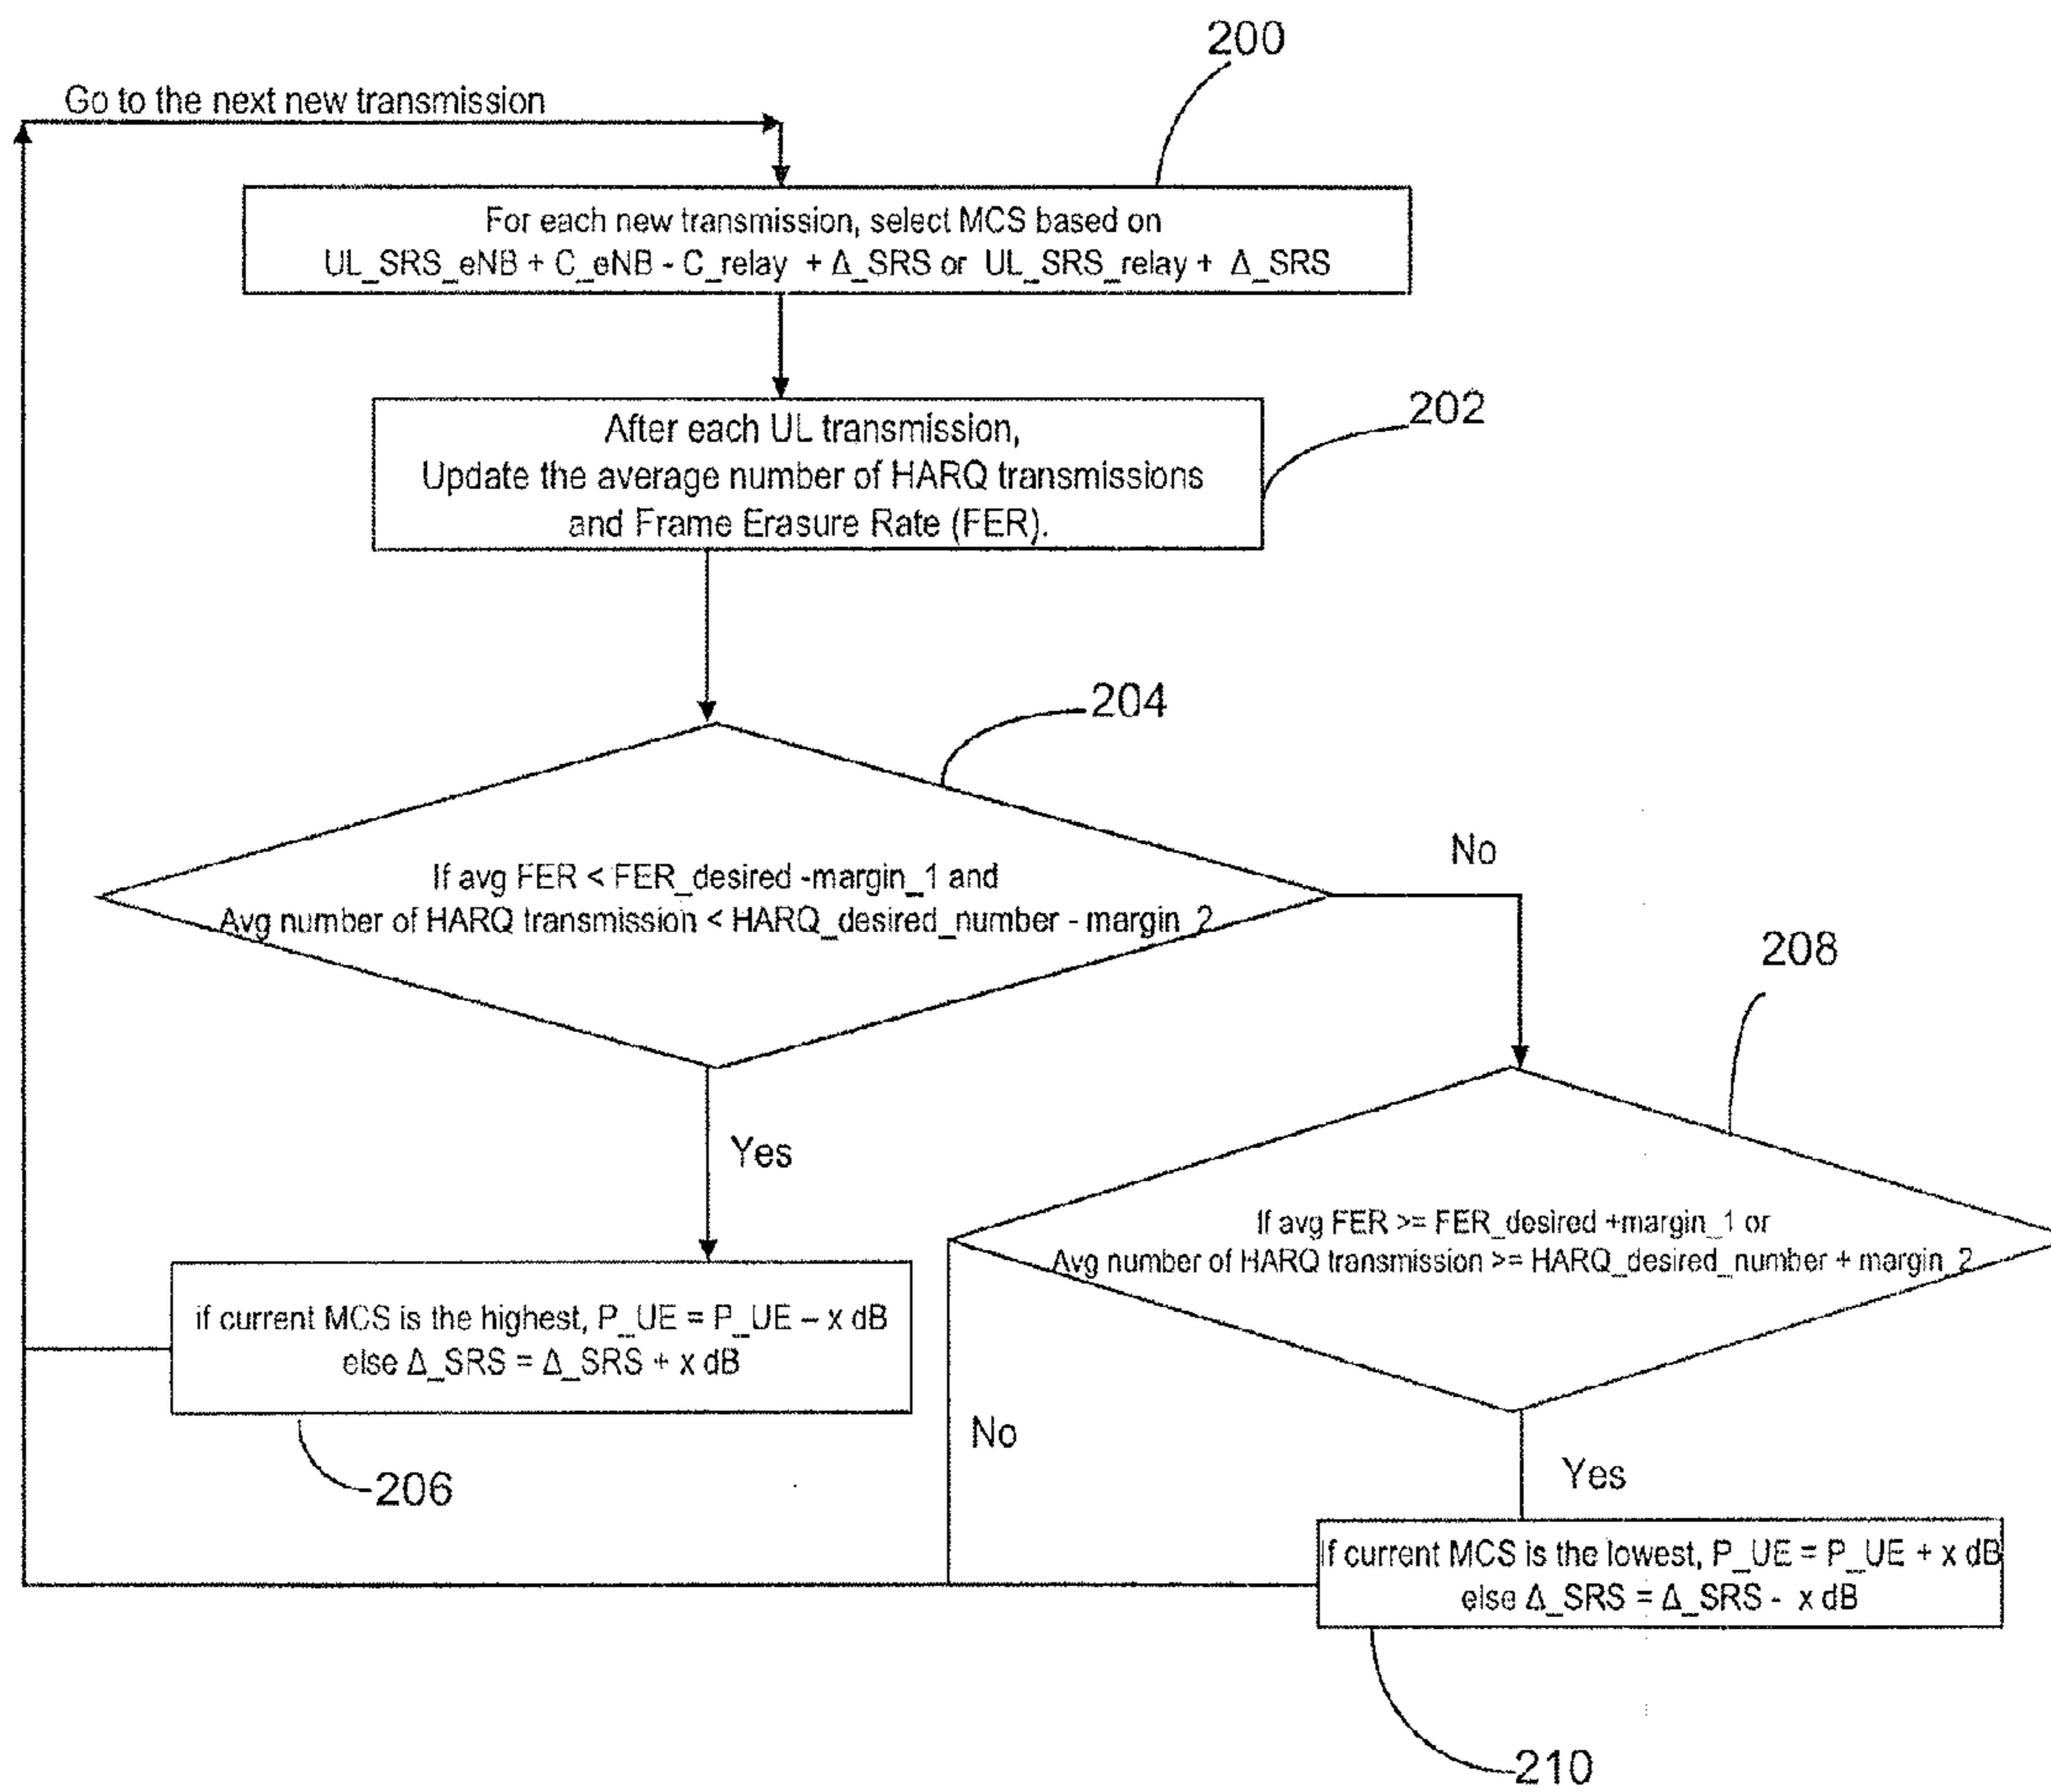 200
Go to the next new transmission
For each new transmission, select MCS based on
UL_SRS_eNB + C_eNB - C_relay + Δ_SRS or UL_SRS_relay + Δ_SRS
202
After each UL transmission,
Update the average number of HARQ transmissions
and Frame Erasure Rate (FER).
204
No
If avg FER < FER_desired -margin_1 and
Avg number of HARQ transmission < HARQ_desired_number - margin_2
208
Yes
If avg FER >= FER_desired +margin_1 or
Avg number of HARQ transmission >= HARQ_desired_number + margin_2
if current MCS is the highest, P_UE = P_UE – x dB
else Δ_SRS = Δ_SRS + x dB
No
Yes
206
If current MCS is the lowest, P_UE = P_UE + x dB
else Δ_SRS = Δ_SRS - x dB
210